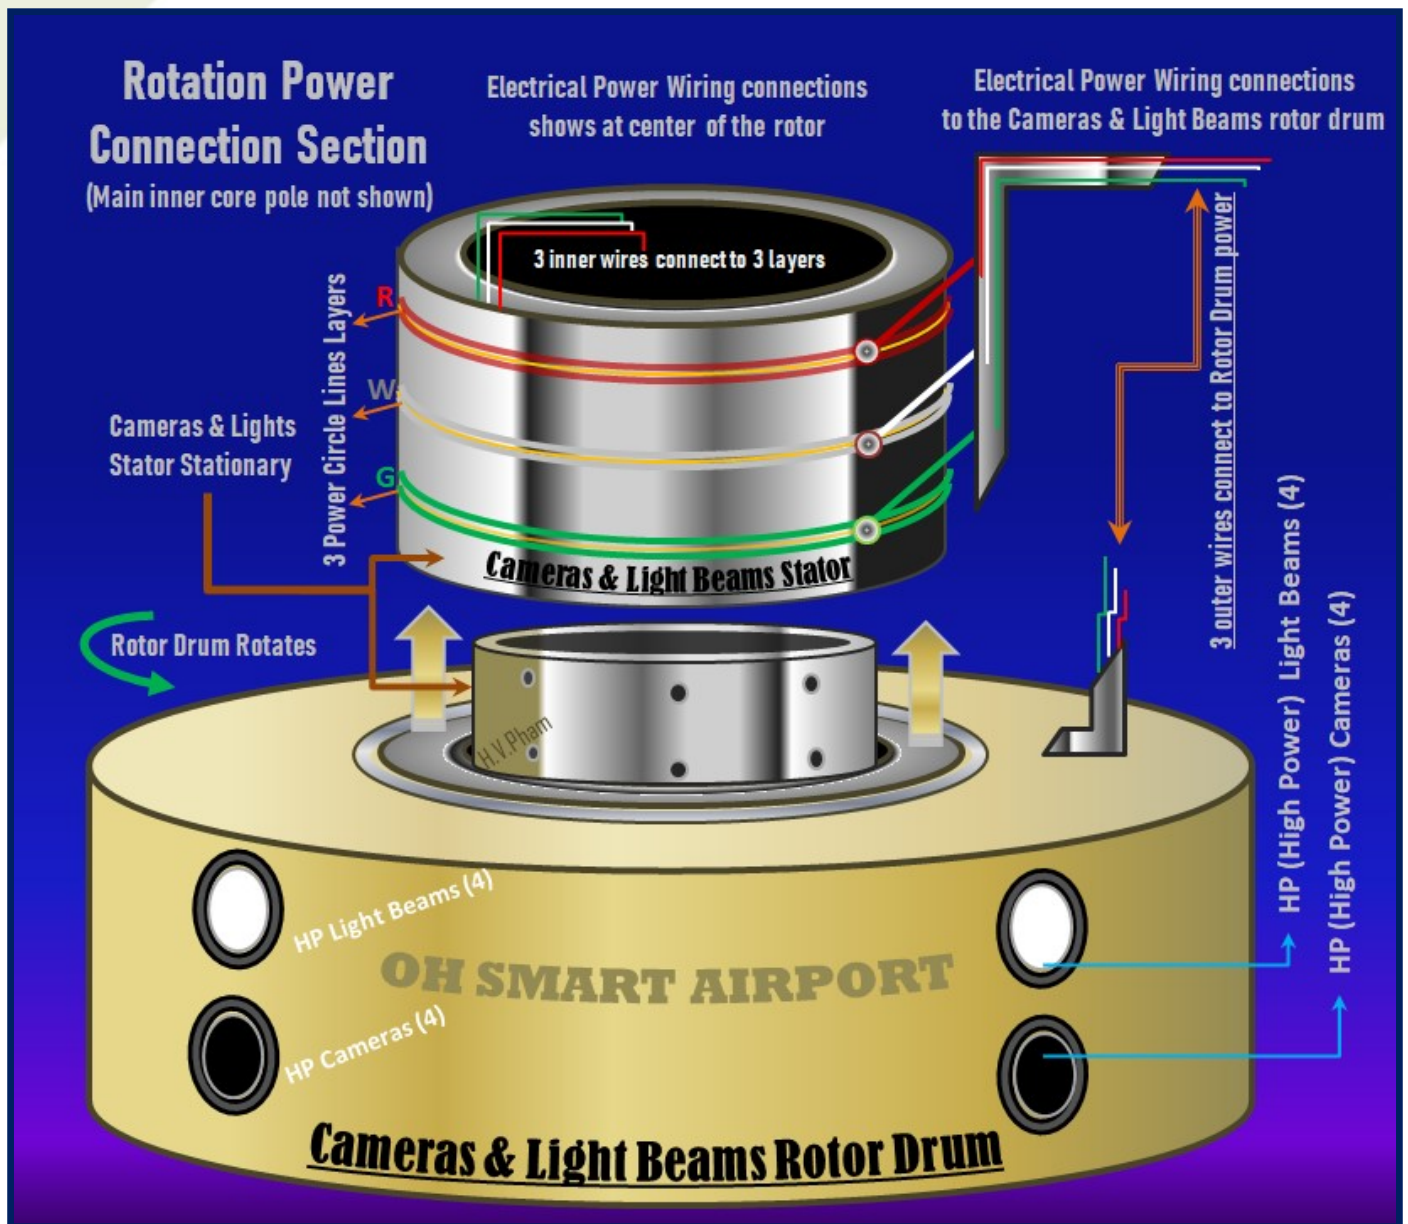 Rotation Power
Connection Section
(Main inner core pole not shown)
Electrical Power Wiring connections
shows at center of the rotor
Electrical Power Wiring connections
to the Cameras & Light Beams rotor drum
3 inner wires connect to 3 layers
R
W
G
3 Power Circle Lines Layers
Cameras & Lights
Stator Stationary
Cameras & Light Beams Stator
3 outer wires connect to Rotor Drum power
Rotor Drum Rotates
H.V.Pham
HP (High Power) Light Beams (4)
HP (High Power) Cameras (4)
HP Light Beams (4)
OH SMART AIRPORT
HP Cameras (4)
Cameras & Light Beams Rotor Drum